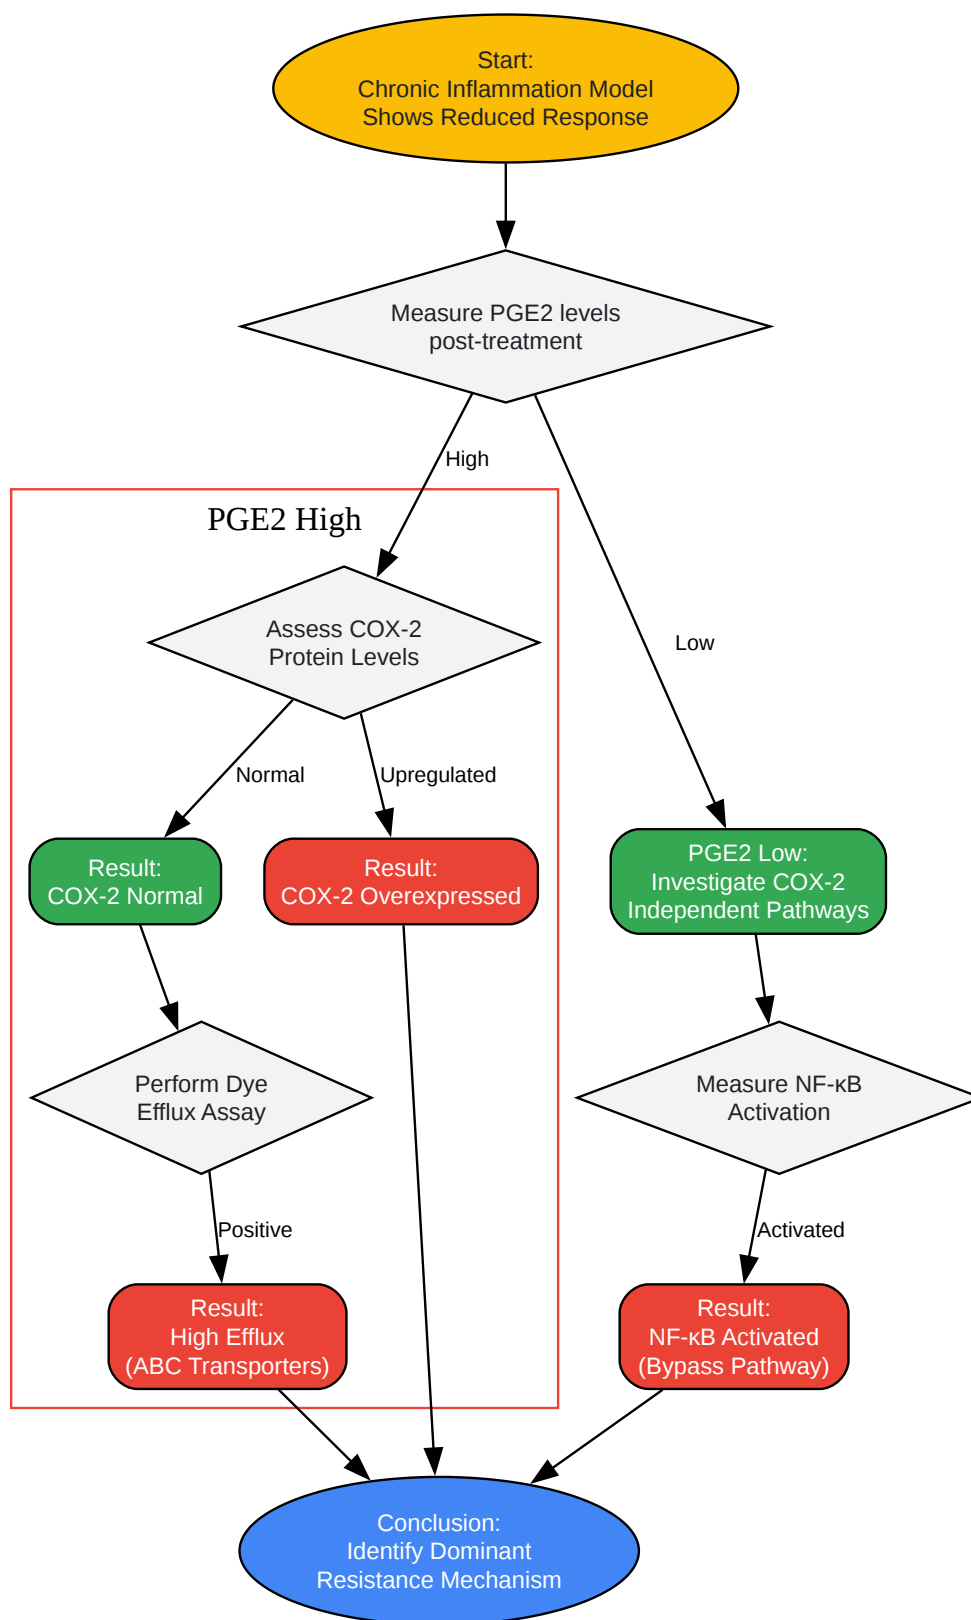 Start:
Chronic Inflammation Model
Shows Reduced Response
Measure PGE2 levels
post-treatment
High
PGE2 High
Assess COX-2
Protein Levels
Low
Normal
Upregulated
Result:
COX-2 Normal
Result:
COX-2 Overexpressed
PGE2 Low:
Investigate COX-2
Independent Pathways
Perform Dye
Efflux Assay
Measure NF-κB
Activation
Positive
Activated
Result:
High Efflux
(ABC Transporters)
Result:
NF-κB Activated
(Bypass Pathway)
Conclusion:
Identify Dominant
Resistance Mechanism